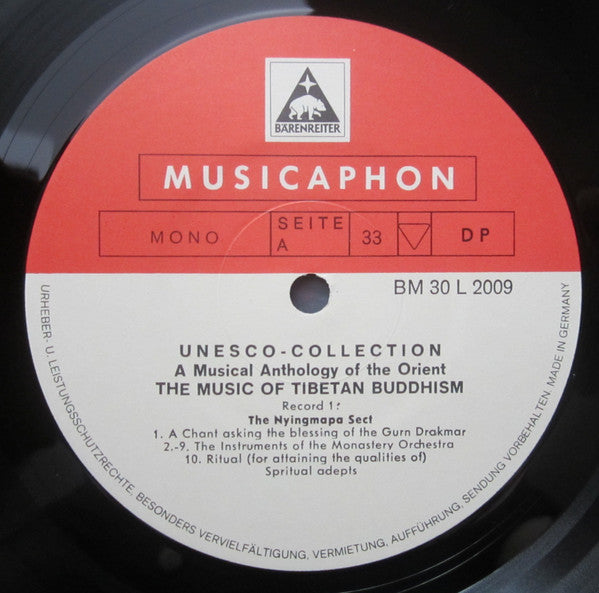 BÄRENREITER
MUSICAPHON
MONO
SEITE
A
33
DP
BM 30 L 2009
UNESCO-COLLECTION
A Musical Anthology of the Orient
THE MUSIC OF TIBETAN BUDDHISM
Record 1:
The Nyingmapa Sect
1. A Chant asking the blessing of the Gurn Drakmar
2.-9. The Instruments of the Monastery Orchestra
10. Ritual (for attaining the qualities of)
Spritual adepts
URHEBER- U. LEISTUNGSSCHUTZRECHTE, BESONDERS VERVIELFÄLTIGUNG, VERMIETUNG, AUFFÜHRUNG, SENDUNG VORBEHALTEN. MADE IN GERMANY